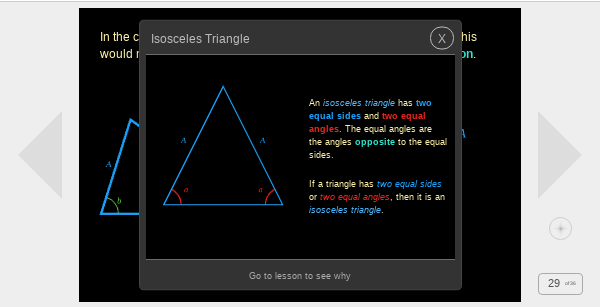 In the c
his
would r
on.
Isosceles Triangle
X
An isosceles triangle has two
equal sides and two equal
angles. The equal angles are
the angles opposite to the equal
sides.
If a triangle has two equal sides
or two equal angles, then it is an
isosceles triangle.
A
A
a
a
A
b
A
Go to lesson to see why
29 of 36